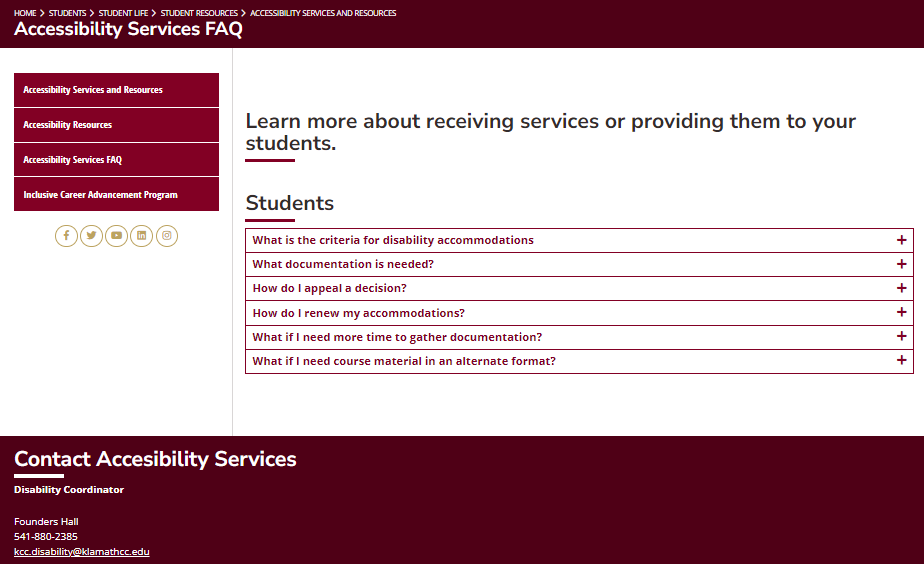 HOME > STUDENTS > STUDENT LIFE > STUDENT RESOURCES > ACCESSIBILITY SERVICES AND RESOURCES
Accessibility Services FAQ
Accessibility Services and Resources
Accessibility Resources
Accessibility Services FAQ
Inclusive Career Advancement Program
Learn more about receiving services or providing them to your
students.
Students
What is the criteria for disability accommodations +
What documentation is needed? +
How do I appeal a decision? +
How do I renew my accommodations? +
What if I need more time to gather documentation? +
What if I need course material in an alternate format? +
Contact Accesibility Services
Disability Coordinator
Founders Hall
541-880-2385
kcc.disability@klamathcc.edu